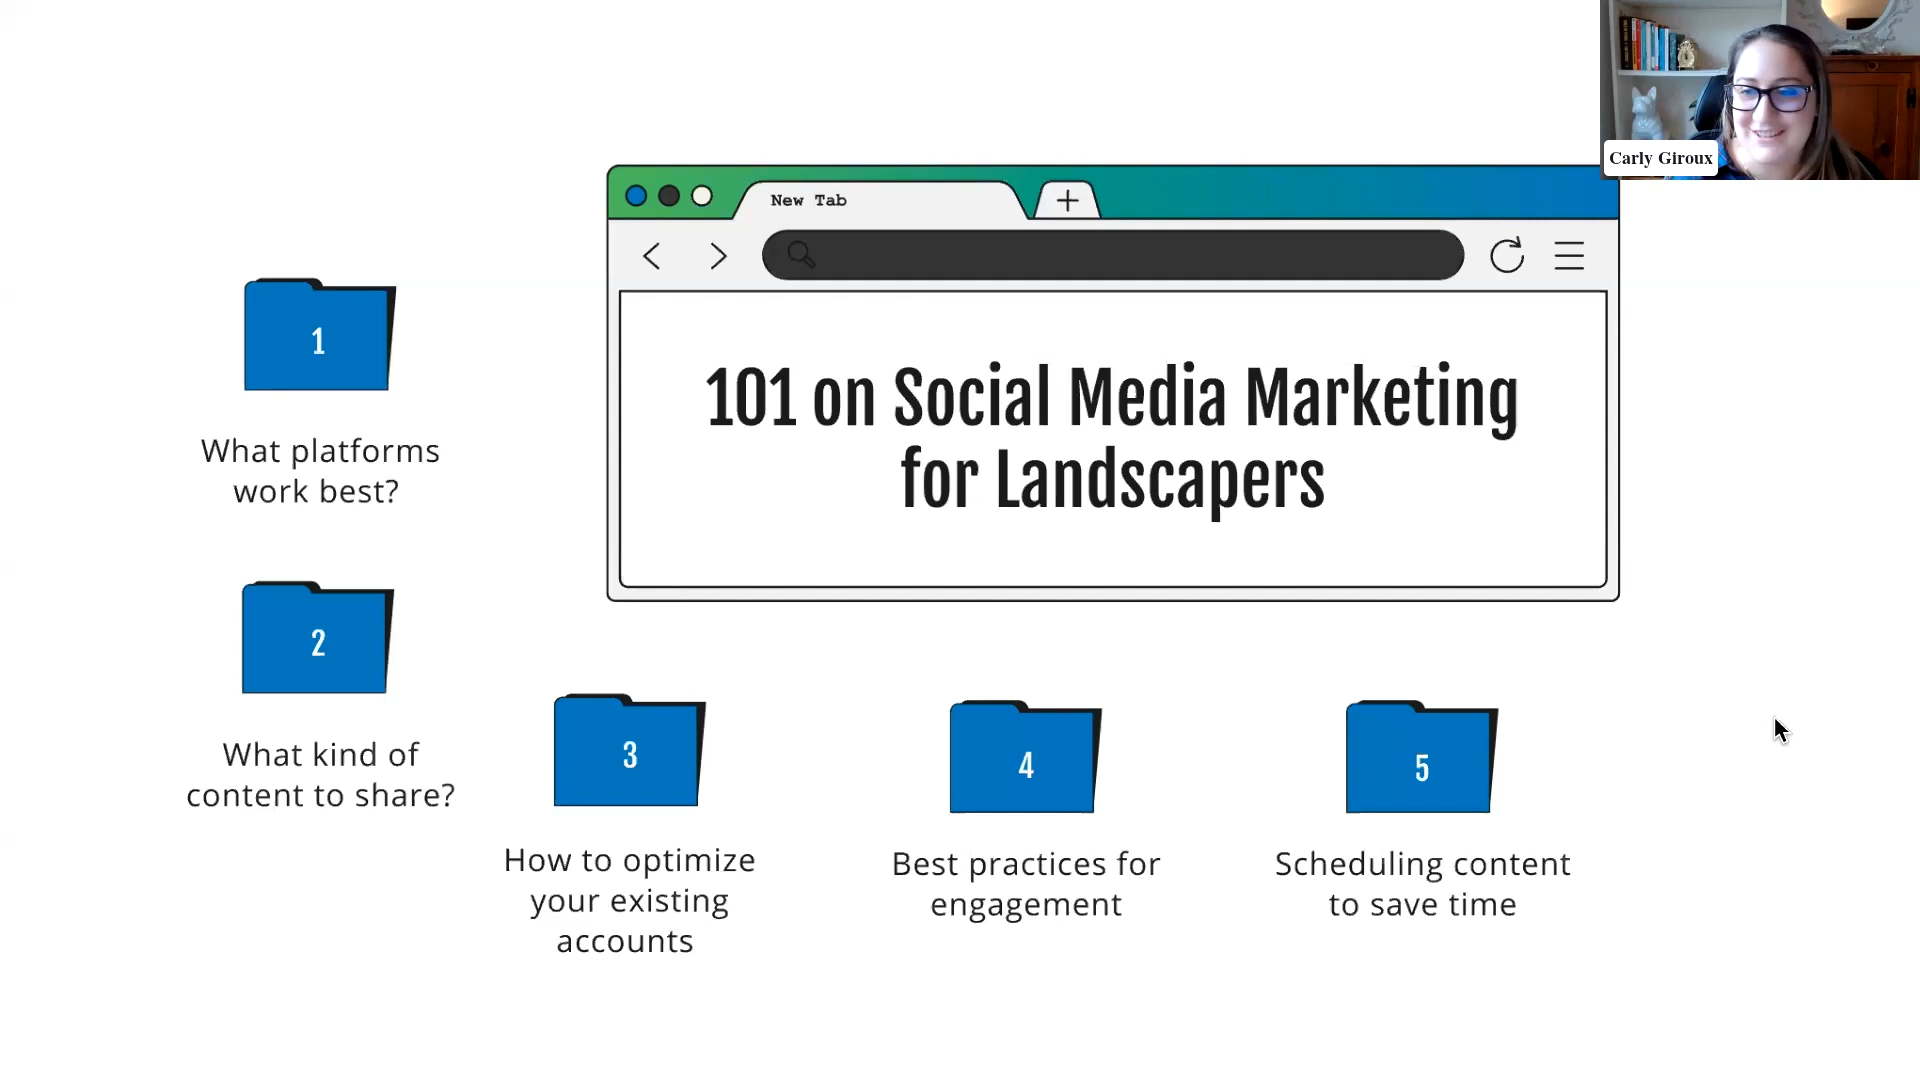 Carly Giroux
New Tab
101 on Social Media Marketing
for Landscapers
1
What platforms
work best?
2
What kind of
content to share?
3
How to optimize
your existing
accounts
4
Best practices for
engagement
5
Scheduling content
to save time